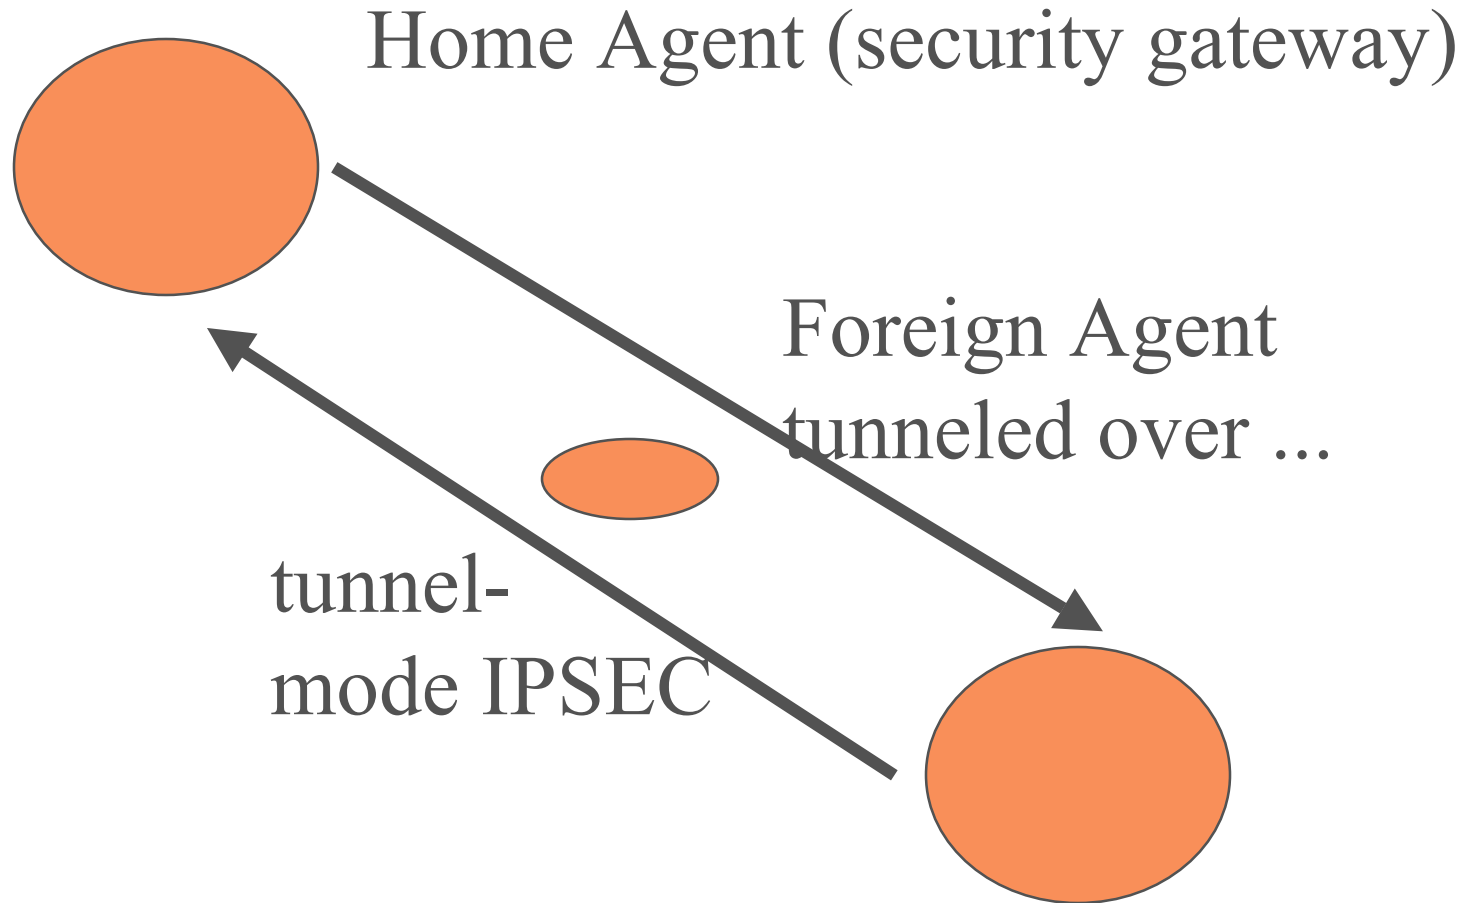 Home Agent (security gateway)
Foreign Agent
tunneled over ...
tunnel-
mode IPSEC